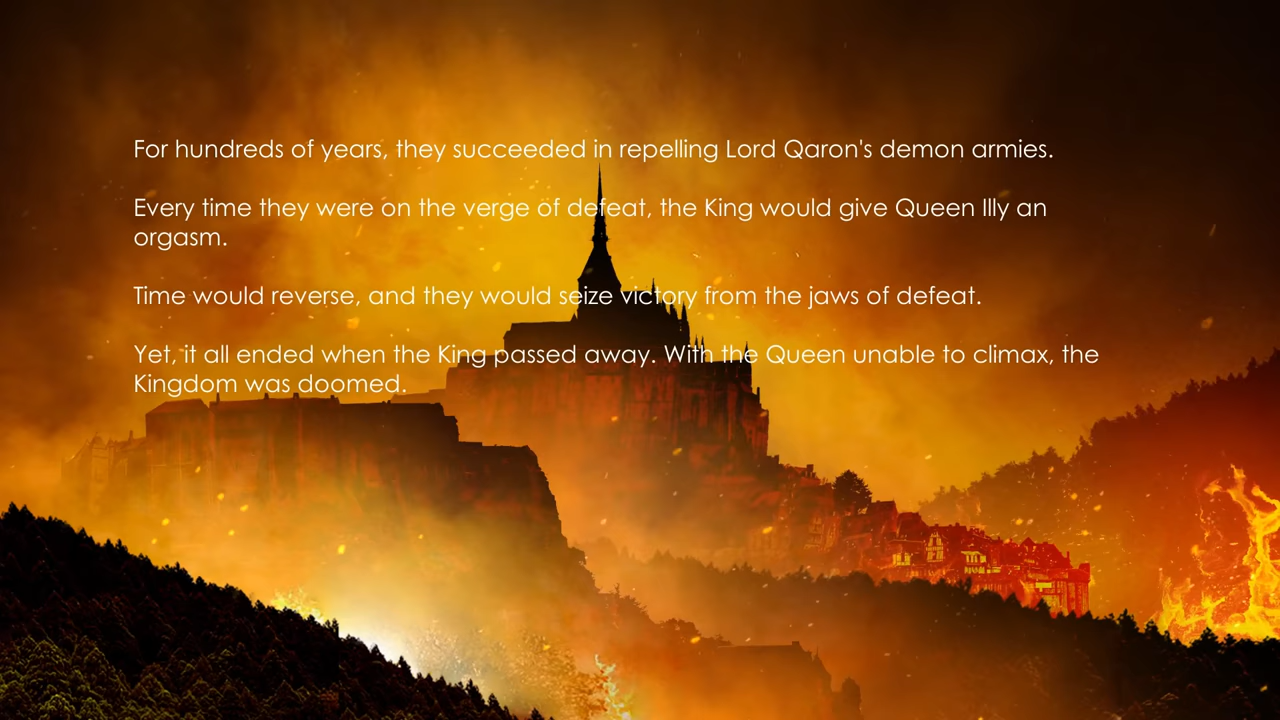 For hundreds of years, they succeeded in repelling Lord Qaron's demon armies.
Every time they were on the verge of defeat, the King would give Queen Illy an
orgasm.
Time would reverse, and they would seize victory from the jaws of defeat.
Yet, it all ended when the King passed away. With the Queen unable to climax, the
Kingdom was doomed.